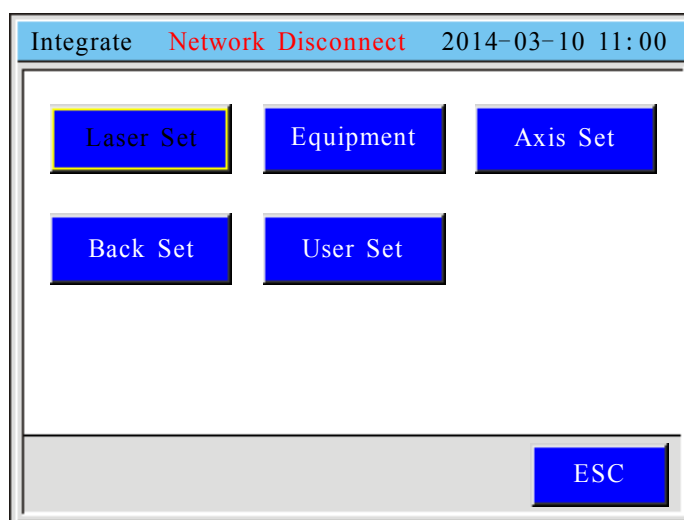 Integrate Network Disconnect 2014-03-10 11:00
Laser Set Equipment Axis Set
Back Set User Set
ESC